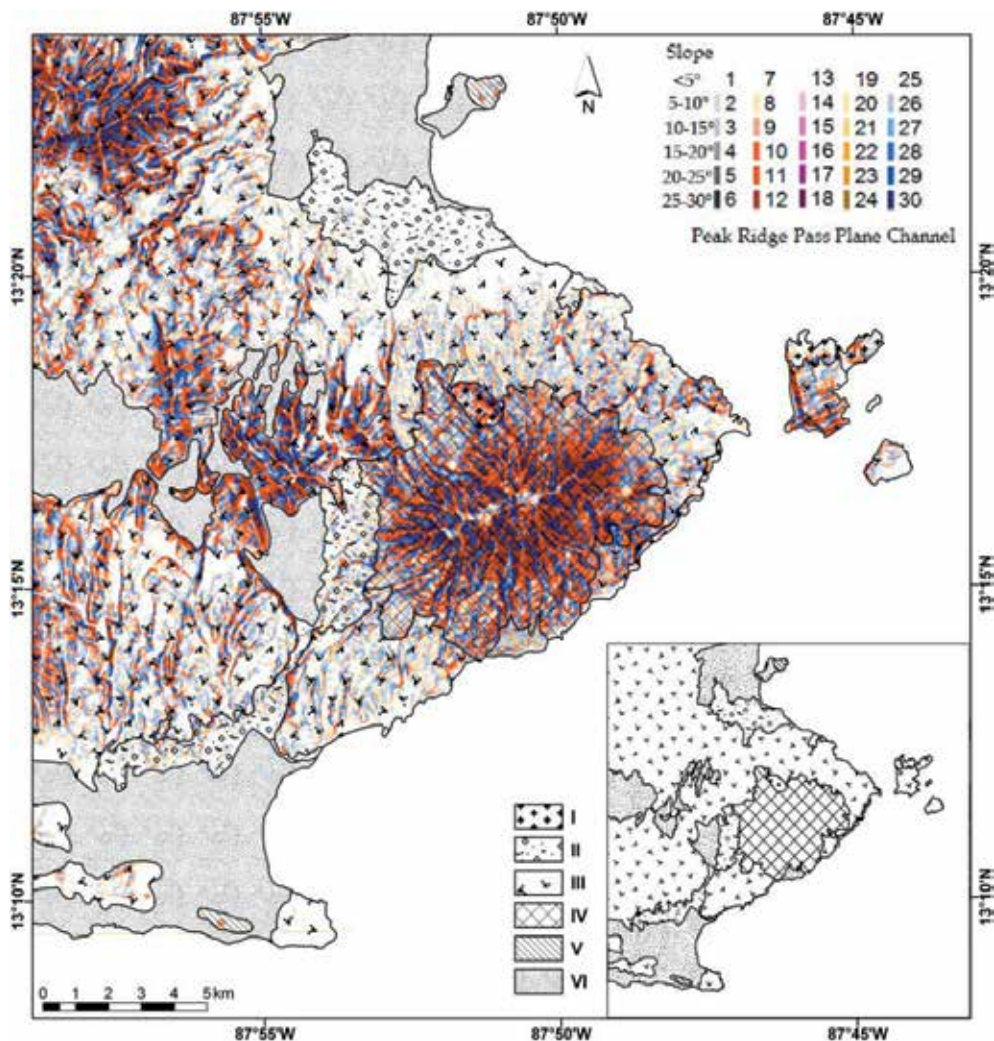 87°55'W 87°50'W 87°45'W
Slope
<5° 1 7 13 19 25
5-10° 2 8 14 20 26
10-15° 3 9 15 21 27
15-20° 4 10 16 22 28
20-25° 5 11 17 23 29
25-30° 6 12 18 24 30
Peak Ridge Pass Plane Channel
N
13°20'N 13°20'N
13°15'N 13°15'N
13°10'N 13°10'N
I
II
III
IV
V
VI
0 1 2 3 4 5 km
87°55'W 87°50'W 87°45'W